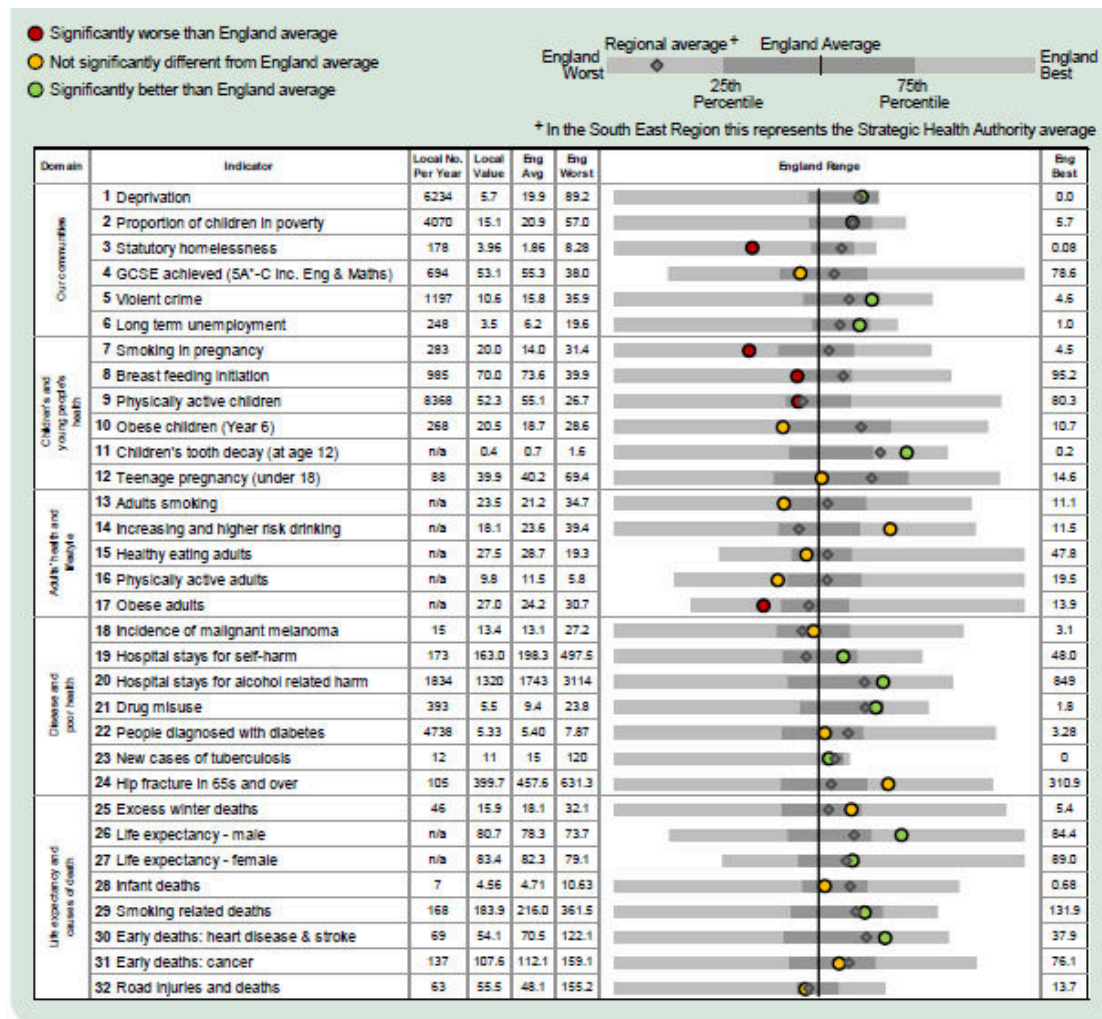 Significantly worse than England average
Not significantly different from England average
Significantly better than England average
Regional average+ England Average
England Worst
England Best
25th Percentile
75th Percentile
+ In the South East Region this represents the Strategic Health Authority average
Domain Indicator Local No. Per Year Local Value Eng Avg Eng Worst England Range Eng Best
Our communities
1 Deprivation 6234 5.7 19.9 89.2 0.0
2 Proportion of children in poverty 4070 15.1 20.9 57.0 5.7
3 Statutory homelessness 178 3.96 1.86 8.28 0.08
4 GCSE achieved (5A*-C inc. Eng & Maths) 694 53.1 55.3 38.0 78.6
5 Violent crime 1197 10.6 15.8 35.9 4.6
6 Long term unemployment 248 3.5 6.2 19.6 1.0
Children's and young people's health
7 Smoking in pregnancy 283 20.0 14.0 31.4 4.5
8 Breast feeding initiation 985 70.0 73.6 39.9 95.2
9 Physically active children 8368 52.3 55.1 26.7 80.3
10 Obese children (Year 6) 268 20.5 18.7 28.6 10.7
11 Children's tooth decay (at age 12) n/a 0.4 0.7 1.6 0.2
12 Teenage pregnancy (under 18) 88 39.9 40.2 69.4 14.6
Adults' health and lifestyle
13 Adults smoking n/a 23.5 21.2 34.7 11.1
14 Increasing and higher risk drinking n/a 18.1 23.6 39.4 11.5
15 Healthy eating adults n/a 27.5 28.7 19.3 47.8
16 Physically active adults n/a 9.8 11.5 5.8 19.5
17 Obese adults n/a 27.0 24.2 30.7 13.9
Disease and poor health
18 Incidence of malignant melanoma 15 13.4 13.1 27.2 3.1
19 Hospital stays for self-harm 173 163.0 198.3 497.5 48.0
20 Hospital stays for alcohol related harm 1834 1320 1743 3114 849
21 Drug misuse 393 5.5 9.4 23.8 1.8
22 People diagnosed with diabetes 4738 5.33 5.40 7.87 3.28
23 New cases of tuberculosis 12 11 15 120 0
24 Hip fracture in 65s and over 105 399.7 457.6 631.3 310.9
Life expectancy and causes of death
25 Excess winter deaths 46 15.9 18.1 32.1 5.4
26 Life expectancy - male n/a 80.7 78.3 73.7 84.4
27 Life expectancy - female n/a 83.4 82.3 79.1 89.0
28 Infant deaths 7 4.56 4.71 10.63 0.68
29 Smoking related deaths 168 183.9 216.0 361.5 131.9
30 Early deaths: heart disease & stroke 69 54.1 70.5 122.1 37.9
31 Early deaths: cancer 137 107.6 112.1 159.1 76.1
32 Road injuries and deaths 63 55.5 48.1 155.2 13.7